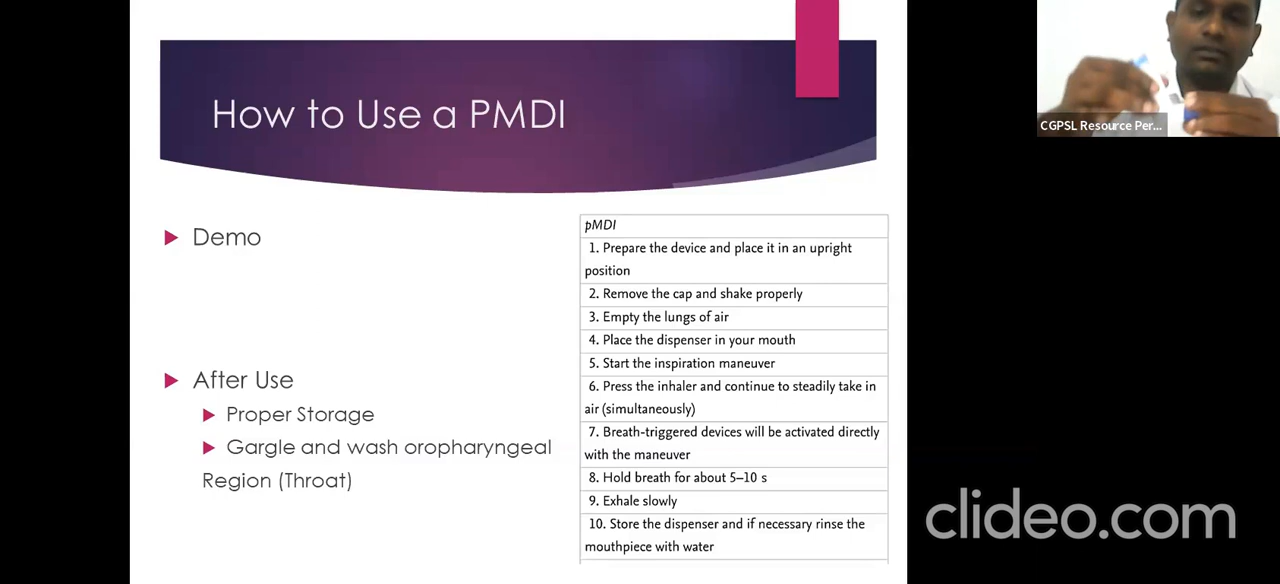 How to Use a PMDI
CGPSL Resource Per...
Demo
After Use
Proper Storage
Gargle and wash oropharyngeal
Region (Throat)
pMDI
1. Prepare the device and place it in an upright
position
2. Remove the cap and shake properly
3. Empty the lungs of air
4. Place the dispenser in your mouth
5. Start the inspiration maneuver
6. Press the inhaler and continue to steadily take in
air (simultaneously)
7. Breath-triggered devices will be activated directly
with the maneuver
8. Hold breath for about 5–10 s
9. Exhale slowly
10. Store the dispenser and if necessary rinse the
mouthpiece with water
clideo.com